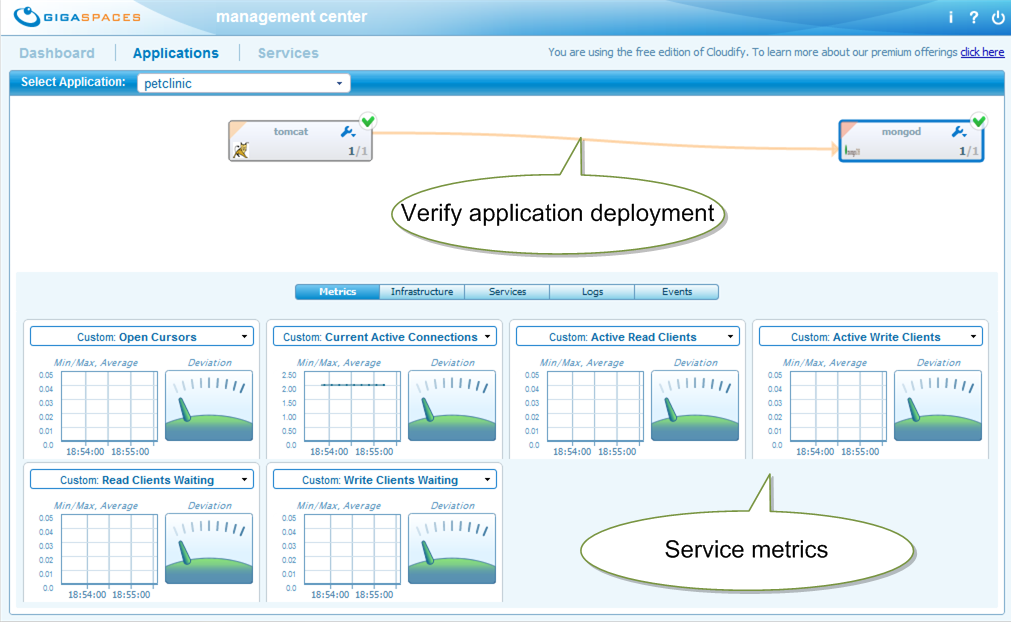 GIGASPACES management center i ?
Dashboard Applications Services
You are using the free edition of Cloudify. To learn more about our premium offerings click here
Select Application: petclinic
tomcat
1/1
mongod
1/1
Verify application deployment
Metrics Infrastructure Services Logs Events
Custom: Open Cursors
Min/Max, Average Deviation
0.05
0.04
0.03
0.02
0.01
0.0
18:54:00 18:55:00
Custom: Current Active Connections
Min/Max, Average Deviation
2.50
2.00
1.50
1.00
0.50
0.0
18:54:00 18:55:00
Custom: Active Read Clients
Min/Max, Average Deviation
0.05
0.04
0.03
0.02
0.01
0.0
18:54:00 18:55:00
Custom: Active Write Clients
Min/Max, Average Deviation
0.05
0.04
0.03
0.02
0.01
0.0
18:54:00 18:55:00
Custom: Read Clients Waiting
Min/Max, Average Deviation
0.05
0.04
0.03
0.02
0.01
0.0
18:54:00 18:55:00
Custom: Write Clients Waiting
Min/Max, Average Deviation
0.05
0.04
0.03
0.02
0.01
0.0
18:54:00 18:55:00
Service metrics